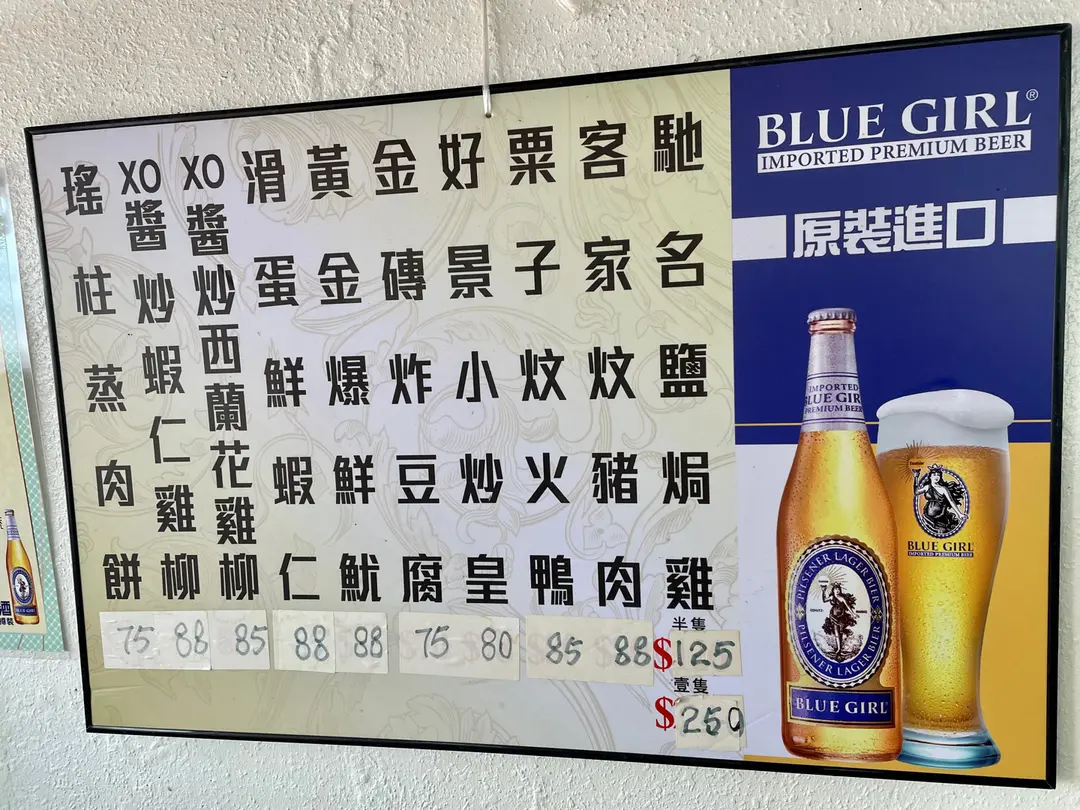 馳名鹽焗雞
半隻
$125
壹隻
$250
客家炆豬肉
88
栗子炆火鴨
85
好景小炒皇
80
金磚炸豆腐
75
黃金爆鮮魷
88
滑蛋鮮蝦仁
88
XO醬炒西蘭花雞柳
85
XO醬炒蝦仁雞柳
88
瑤柱蒸肉餅
75
BLUE GIRL®
IMPORTED PREMIUM BEER
原裝進口
IMPORTED
BLUE GIRL
PREMIUM BEER
PILSENER LAGER BIER
PILSENER LAGER BIER
BLUE GIRL
BLUE GIRL
IMPORTED PREMIUM BEER
酒